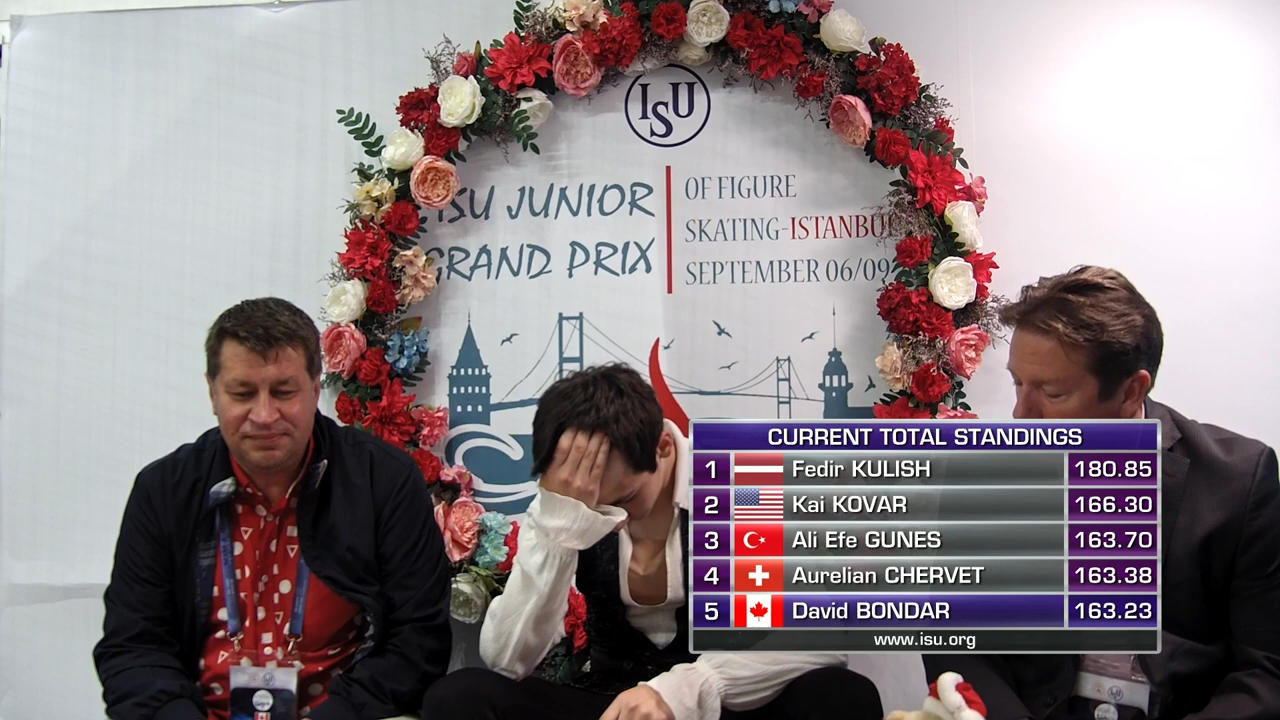 ISU
ISU JUNIOR
GRAND PRIX
OF FIGURE
SKATING-ISTANBUL
SEPTEMBER 06/09
CURRENT TOTAL STANDINGS
1 Fedir KULISH 180.85
2 Kai KOVAR 166.30
3 Ali Efe GUNES 163.70
4 Aurelian CHERVET 163.38
5 David BONDAR 163.23
www.isu.org